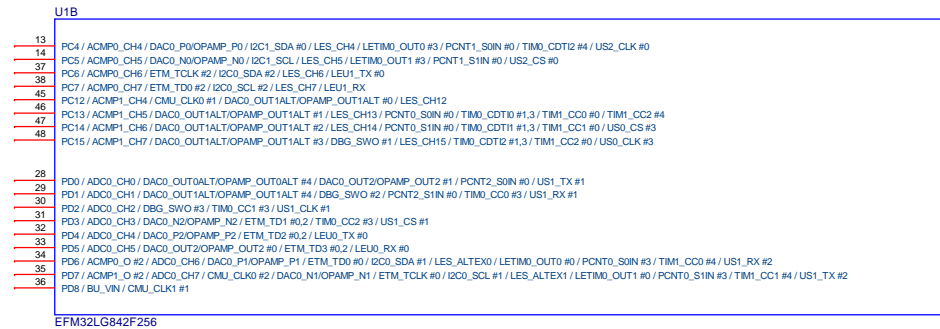 U1B
13 PC4 / ACMP0_CH4 / DAC0_P0/OPAMP_P0 / I2C1_SDA #0 / LES_CH4 / LETIM0_OUT0 #3 / PCNT1_S0IN #0 / TIM0_CDTI2 #4 / US2_CLK #0
14 PC5 / ACMP0_CH5 / DAC0_N0/OPAMP_N0 / I2C1_SCL / LES_CH5 / LETIM0_OUT1 #3 / PCNT1_S1IN #0 / US2_CS #0
37 PC6 / ACMP0_CH6 / ETM_TCLK #2 / I2C0_SDA #2 / LES_CH6 / LEU1_TX #0
38 PC7 / ACMP0_CH7 / ETM_TD0 #2 / I2C0_SCL #2 / LES_CH7 / LEU1_RX
45 PC12 / ACMP1_CH4 / CMU_CLK0 #1 / DAC0_OUT1ALT/OPAMP_OUT1ALT #0 / LES_CH12
46 PC13 / ACMP1_CH5 / DAC0_OUT1ALT/OPAMP_OUT1ALT #1 / LES_CH13 / PCNT0_S0IN #0 / TIM0_CDTI0 #1,3 / TIM1_CC0 #0 / TIM1_CC2 #4
47 PC14 / ACMP1_CH6 / DAC0_OUT1ALT/OPAMP_OUT1ALT #2 / LES_CH14 / PCNT0_S1IN #0 / TIM0_CDTI1 #1,3 / TIM1_CC1 #0 / US0_CS #3
48 PC15 / ACMP1_CH7 / DAC0_OUT1ALT/OPAMP_OUT1ALT #3 / DBG_SWO #1 / LES_CH15 / TIM0_CDTI2 #1,3 / TIM1_CC2 #0 / US0_CLK #3
28 PD0 / ADC0_CH0 / DAC0_OUT0ALT/OPAMP_OUT0ALT #4 / DAC0_OUT2/OPAMP_OUT2 #1 / PCNT2_S0IN #0 / US1_TX #1
29 PD1 / ADC0_CH1 / DAC0_OUT1ALT/OPAMP_OUT1ALT #4 / DBG_SWO #2 / PCNT2_S1IN #0 / TIM0_CC0 #3 / US1_RX #1
30 PD2 / ADC0_CH2 / DBG_SWO #3 / TIM0_CC1 #3 / US1_CLK #1
31 PD3 / ADC0_CH3 / DAC0_N2/OPAMP_N2 / ETM_TD1 #0,2 / TIM0_CC2 #3 / US1_CS #1
32 PD4 / ADC0_CH4 / DAC0_P2/OPAMP_P2 / ETM_TD2 #0,2 / LEU0_TX #0
33 PD5 / ADC0_CH5 / DAC0_OUT2/OPAMP_OUT2 #0 / ETM_TD3 #0,2 / LEU0_RX #0
34 PD6 / ACMP0_O #2 / ADC0_CH6 / DAC0_P1/OPAMP_P1 / ETM_TD0 #0 / I2C0_SDA #1 / LES_ALTEX0 / LETIM0_OUT0 #0 / PCNT0_S0IN #3 / TIM1_CC0 #4 / US1_RX #2
35 PD7 / ACMP1_O #2 / ADC0_CH7 / CMU_CLK0 #2 / DAC0_N1/OPAMP_N1 / ETM_TCLK #0 / I2C0_SCL #1 / LES_ALTEX1 / LETIM0_OUT1 #0 / PCNT0_S1IN #3 / TIM1_CC1 #4 / US1_TX #2
36 PD8 / BU_VIN / CMU_CLK1 #1
EFM32LG842F256